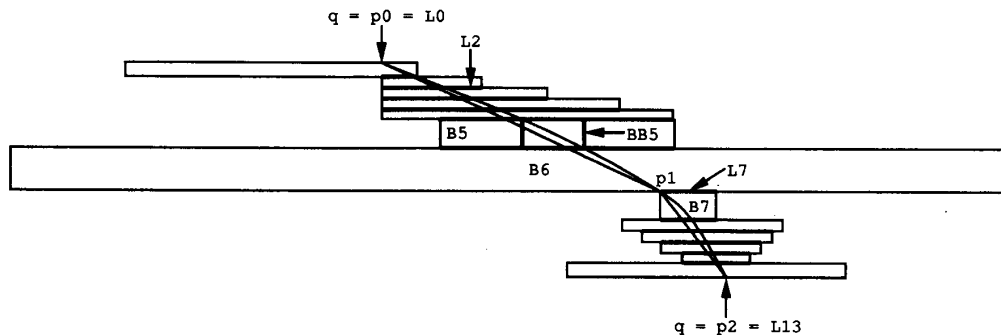 q = p0 = L0
L2
B5
BB5
B6
p1
L7
B7
q = p2 = L13